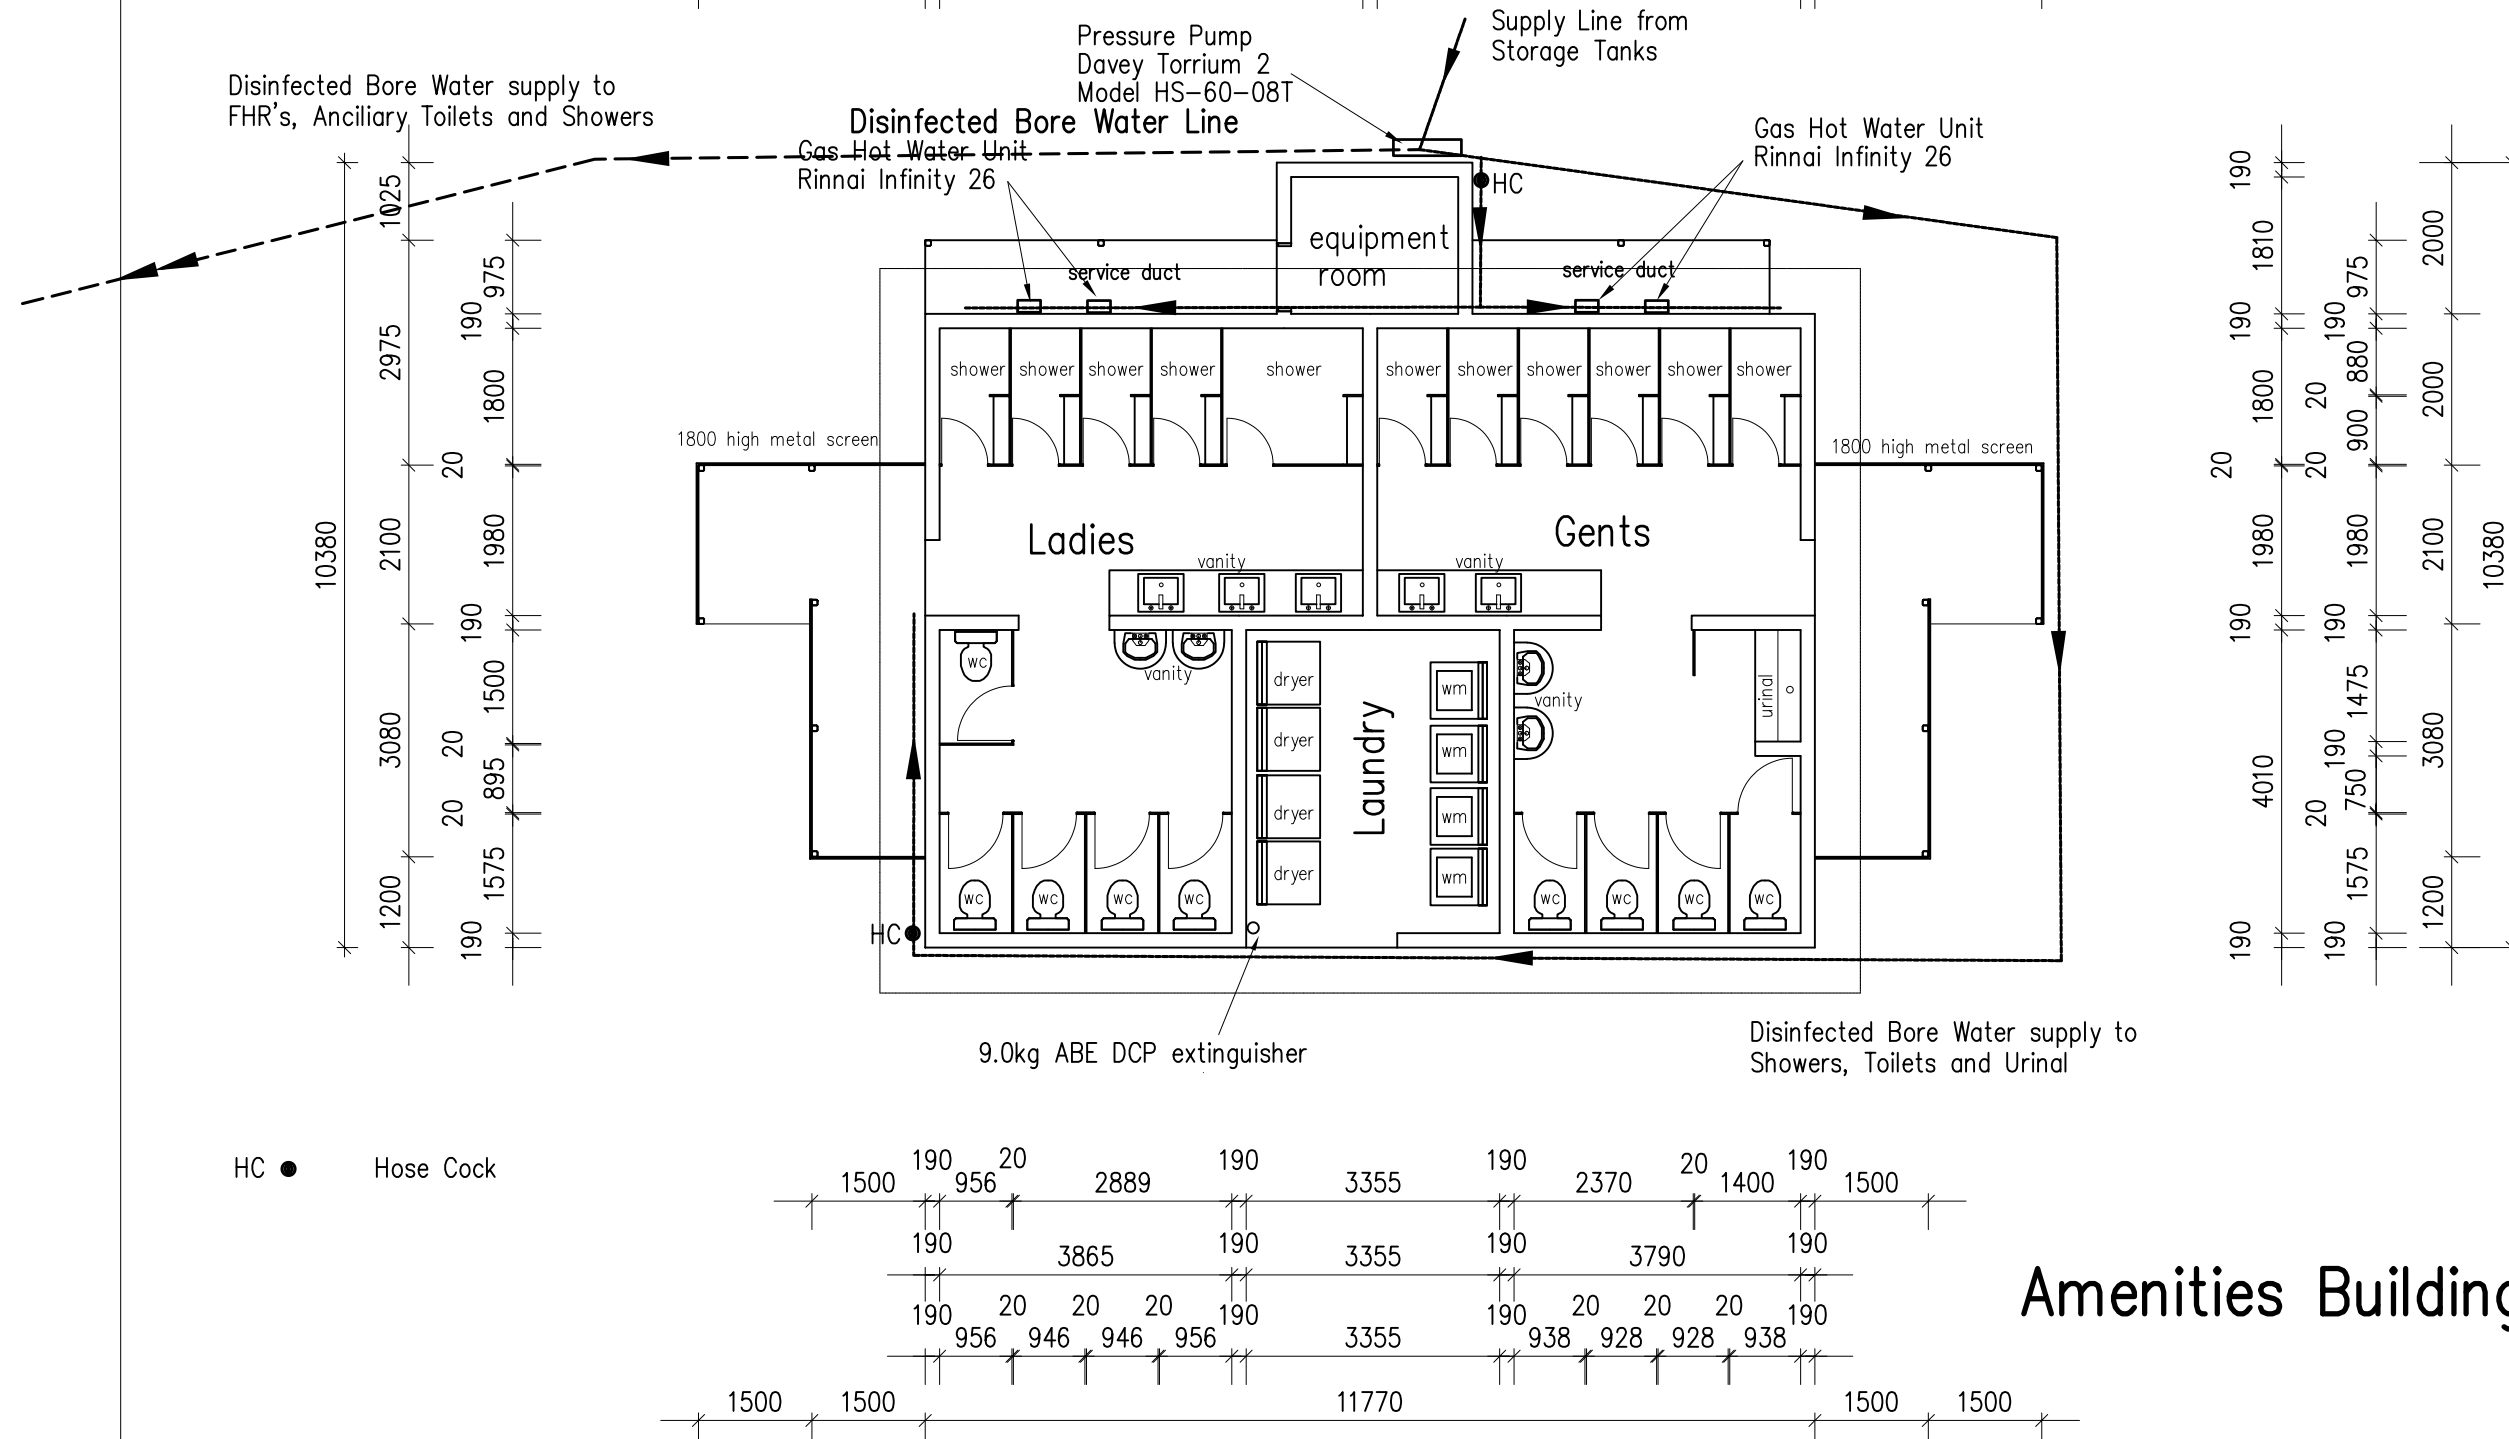 Supply Line from
Storage Tanks
Pressure Pump
Davey Torrium 2
Model HS-60-08T
Disinfected Bore Water supply to
FHR's, Anciliary Toilets and Showers
Disinfected Bore Water Line
Gas Hot Water Unit
Rinnai Infinity 26
Gas Hot Water Unit
Rinnai Infinity 26
HC
equipment
room
service duct
service duct
shower
shower
shower
shower
shower
shower
shower
shower
shower
shower
shower
1800 high metal screen
1800 high metal screen
Ladies
Gents
vanity
vanity
WC
vanity
dryer
dryer
dryer
dryer
Laundry
wm
wm
wm
wm
vanity
urinal
WC
WC
WC
WC
WC
WC
WC
WC
HC
9.0kg ABE DCP extinguisher
Disinfected Bore Water supply to
Showers, Toilets and Urinal
HC
Hose Cock
Amenities Building
10380
1025
2975
2100
3080
1200
975
190
1800
20
1980
190
1500
20
895
20
1575
190
190
1810
190
1800
20
1980
190
4010
190
975
190
880
20
900
20
1980
190
1475
190
750
20
1575
190
2000
2000
2100
3080
1200
10380
190 20 190 190 20 190
1500 956 2889 3355 2370 1400 1500
190 190 190 190
3865 3355 3790
190 20 20 20 190 190 20 20 20 190
956 946 946 956 3355 938 928 928 938
1500 1500 11770 1500 1500